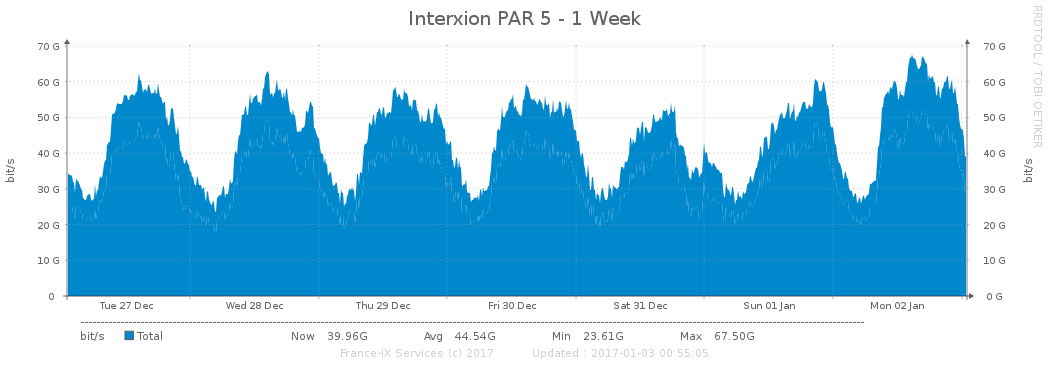 Interxion PAR 5 - 1 Week
RRDTOOL / TOBI OETIKER
bit/s
70 G 70 G
60 G 60 G
50 G 50 G
40 G 40 G
30 G 30 G
20 G 20 G
10 G 10 G
0 0 G
bit/s
Tue 27 Dec Wed 28 Dec Thu 29 Dec Fri 30 Dec Sat 31 Dec Sun 01 Jan Mon 02 Jan
bit/s Total Now 39.96G Avg 44.54G Min 23.61G Max 67.50G
France-IX Services (c) 2017 Updated : 2017-01-03 00:55:05